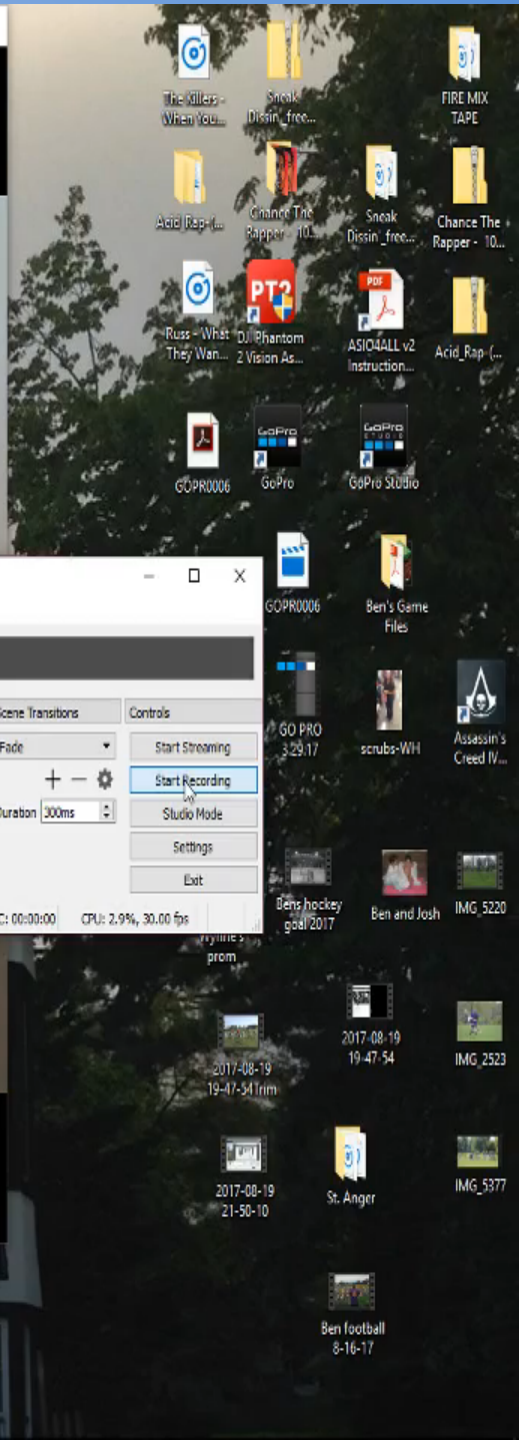 The Killers -
When You...
Sneak
Dissin_free...
FIRE MIX
TAPE
Acid_Rap-(...
Chance The
Rapper - 10...
Sneak
Dissin_free...
Chance The
Rapper - 10...
PT2
PDF
Russ - What
They Wan...
DJI Phantom
2 Vision As...
ASIO4ALL v2
Instruction...
Acid_Rap-(...
GoPro
GoPro
STUDIO
GOPR0006
GoPro
GoPro Studio
GOPR0006
Ben's Game
Files
Scene Transitions
Controls
Fade
Start Streaming
Start Recording
Duration 300ms
Studio Mode
Settings
Exit
C: 00:00:00
CPU: 2.9%, 30.00 fps
GO PRO
3.29.17
scrubs-WH
Assassin's
Creed IV...
Bens hockey
goal 2017
Ben and Josh
IMG_5220
Wynne's
prom
2017-08-19
19-47-54Trim
2017-08-19
19-47-54
IMG_2523
2017-08-19
21-50-10
St. Anger
IMG_5377
Ben football
8-16-17